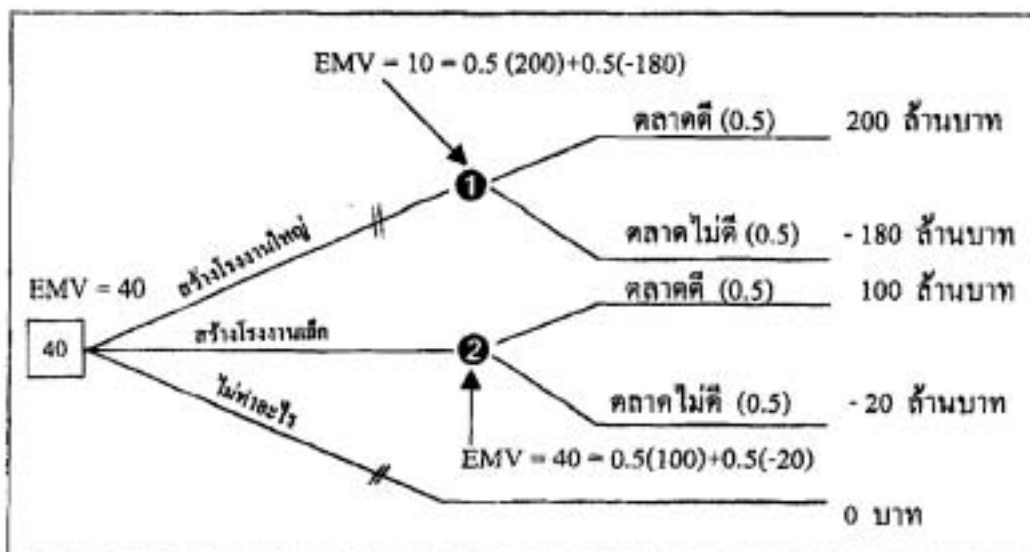 EMV = 10 = 0.5 (200)+0.5(-180)
ตลาดดี (0.5) 200 ล้านบาท
❶
สร้างโรงงานใหญ่
ตลาดไม่ดี (0.5) - 180 ล้านบาท
EMV = 40
ตลาดดี (0.5) 100 ล้านบาท
40
สร้างโรงงานเล็ก
❷
ไม่ทำอะไร
ตลาดไม่ดี (0.5) - 20 ล้านบาท
EMV = 40 = 0.5(100)+0.5(-20)
0 บาท